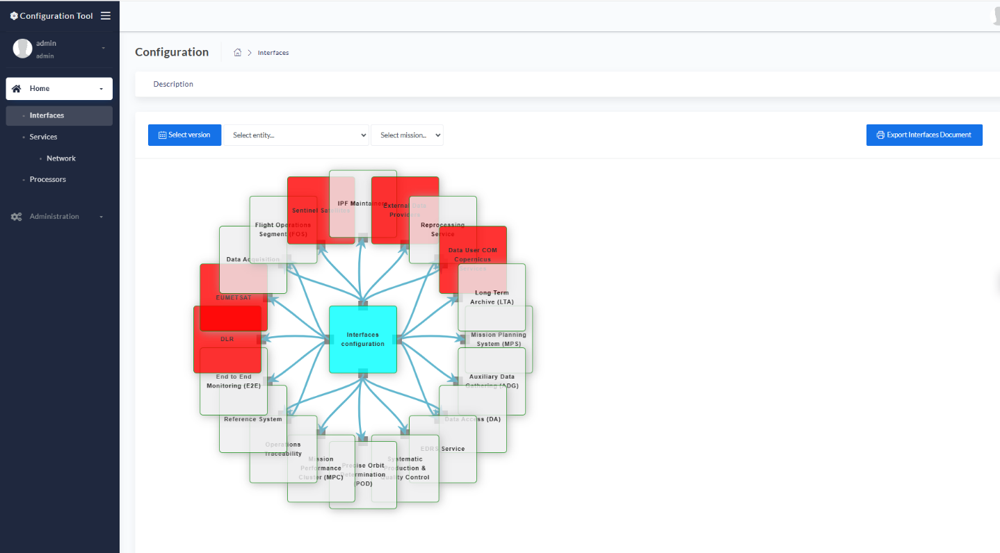 Configuration Tool
admin
admin
Home
Interfaces
Services
Network
Processors
Administration
Configuration
Interfaces
Description
Select version
Select entity...
Select mission..
Export Interfaces Document
IPF Maintainers
Sentinel Satellites
External Data
Providers
Flight Operations
Segment (FOS)
Reprocessing
Service
Data Acquisition
Data User COM
Copernicus
Services
EUMETSAT
Long Term
Archive (LTA)
DLR
Interfaces
configuration
Mission Planning
System (MPS)
End to End
Monitoring (E2E)
Auxiliary Data
Gathering (ADG)
Reference System
Data Access (DA)
Operations
Traceability
EDRS Service
Mission
Performance
Cluster (MPC)
Precise Orbit
Determination
(POD)
Systematic
Production &
Quality Control